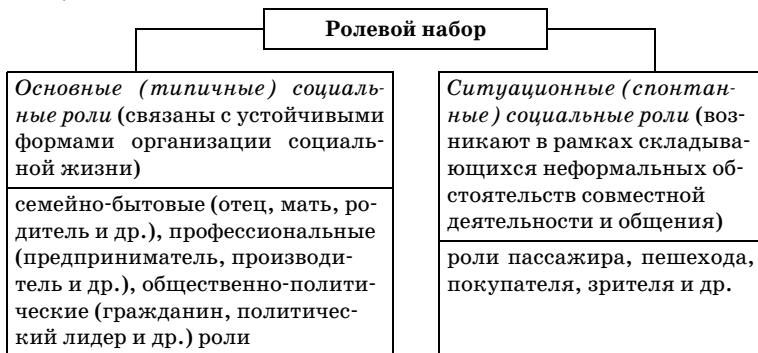 Ролевой набор
Основные (типичные) социаль-
ные роли (связаны с устойчивыми
формами организации социаль-
ной жизни)
семейно-бытовые (отец, мать, ро-
дитель и др.), профессиональные
(предприниматель, производи-
тель и др.), общественно-полити-
ческие (гражданин, политичес-
кий лидер и др.) роли
Ситуационные (спонтан-
ные) социальные роли (воз-
никают в рамках складыва-
ющихся неформальных об-
стоятельств совместной
деятельности и общения)
роли пассажира, пешехода,
покупателя, зрителя и др.